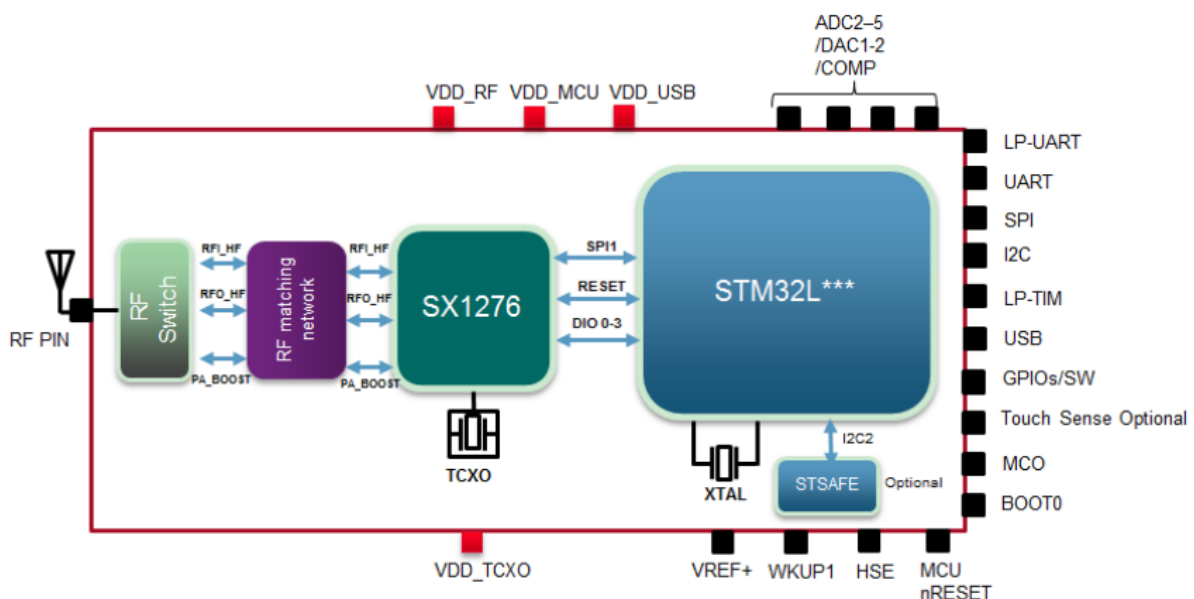 ADC2–5
/DAC1-2
/COMP
VDD_RF
VDD_MCU
VDD_USB
LP-UART
UART
SPI
I2C
LP-TIM
USB
GPIOs/SW
Touch Sense Optional
MCO
BOOT0
RF PIN
RF
Switch
RFI_HF
RFO_HF
PA_BOOST
RF matching
network
RFI_HF
RFO_HF
PA_BOOST
SX1276
SPI1
RESET
DIO 0-3
STM32L***
TCXO
XTAL
I2C2
STSAFE
Optional
VDD_TCXO
VREF+
WKUP1
HSE
MCU
nRESET